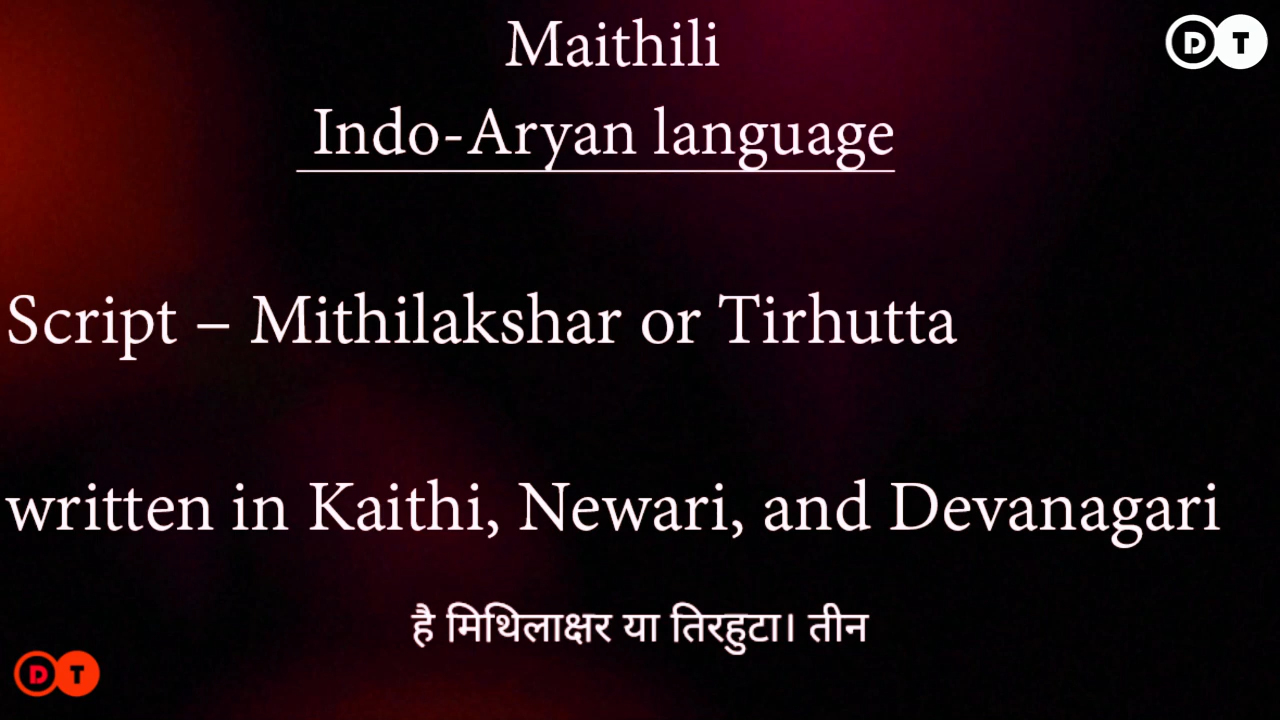 Maithili
D T
Indo-Aryan language
Script – Mithilakshar or Tirhutta
written in Kaithi, Newari, and Devanagari
है मिथिलाक्षर या तिरहुटा। तीन
D T